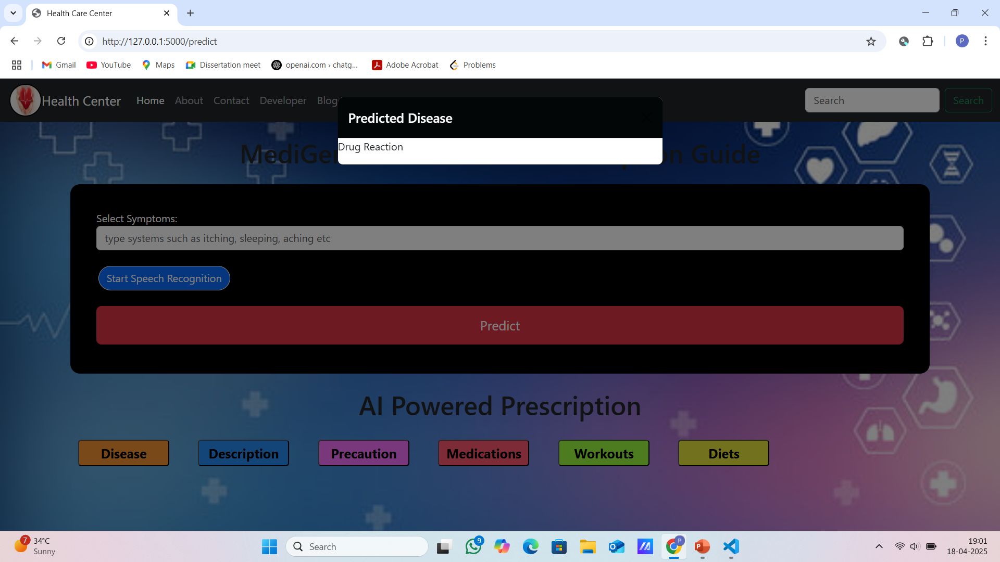 Health Care Center
http://127.0.0.1:5000/predict
P
Gmail
YouTube
Maps
Dissertation meet
openai.com › chatg...
Adobe Acrobat
Problems
Health Center
Home
About
Contact
Developer
Blog
Search
Search
Predicted Disease
Drug Reaction
MediGe
on Guide
Select Symptoms:
type systems such as itching, sleeping, aching etc
Start Speech Recognition
Predict
AI Powered Prescription
Disease
Description
Precaution
Medications
Workouts
Diets
7
34°C
Sunny
Search
9
P
P
19:01
18-04-2025